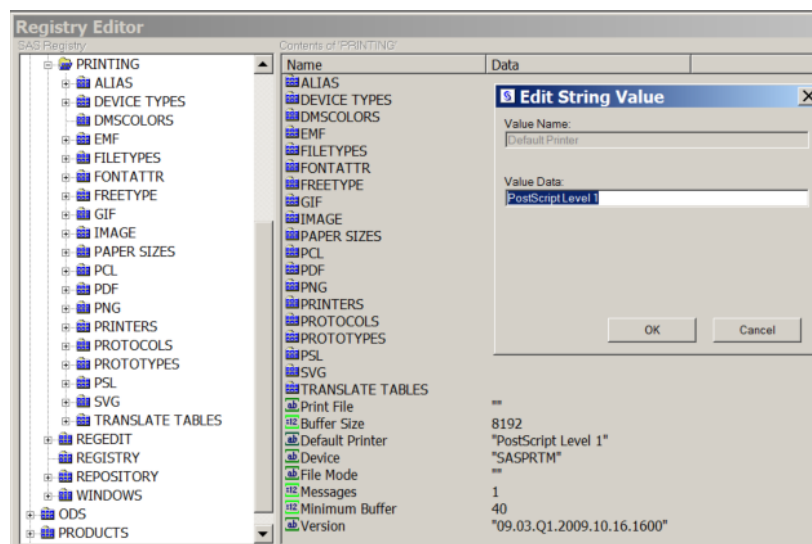 Registry Editor
SAS Registry
PRINTING
ALIAS
DEVICE TYPES
DMSCOLORS
EMF
FILETYPES
FONTATTR
FREETYPE
GIF
IMAGE
PAPER SIZES
PCL
PDF
PNG
PRINTERS
PROTOCOLS
PROTOTYPES
PSL
SVG
TRANSLATE TABLES
REGEDIT
REGISTRY
REPOSITORY
WINDOWS
ODS
PRODUCTS
Contents of 'PRINTING'
Name Data
ALIAS
DEVICE TYPES
DMSCOLORS
EMF
FILETYPES
FONTATTR
FREETYPE
GIF
IMAGE
PAPER SIZES
PCL
PDF
PNG
PRINTERS
PROTOCOLS
PROTOTYPES
PSL
SVG
TRANSLATE TABLES
Print File ""
Buffer Size 8192
Default Printer "PostScript Level 1"
Device "SASPRTM"
File Mode ""
Messages 1
Minimum Buffer 40
Version "09.03.Q1.2009.10.16.1600"
Edit String Value
Value Name:
Default Printer
Value Data:
PostScript Level 1
OK Cancel